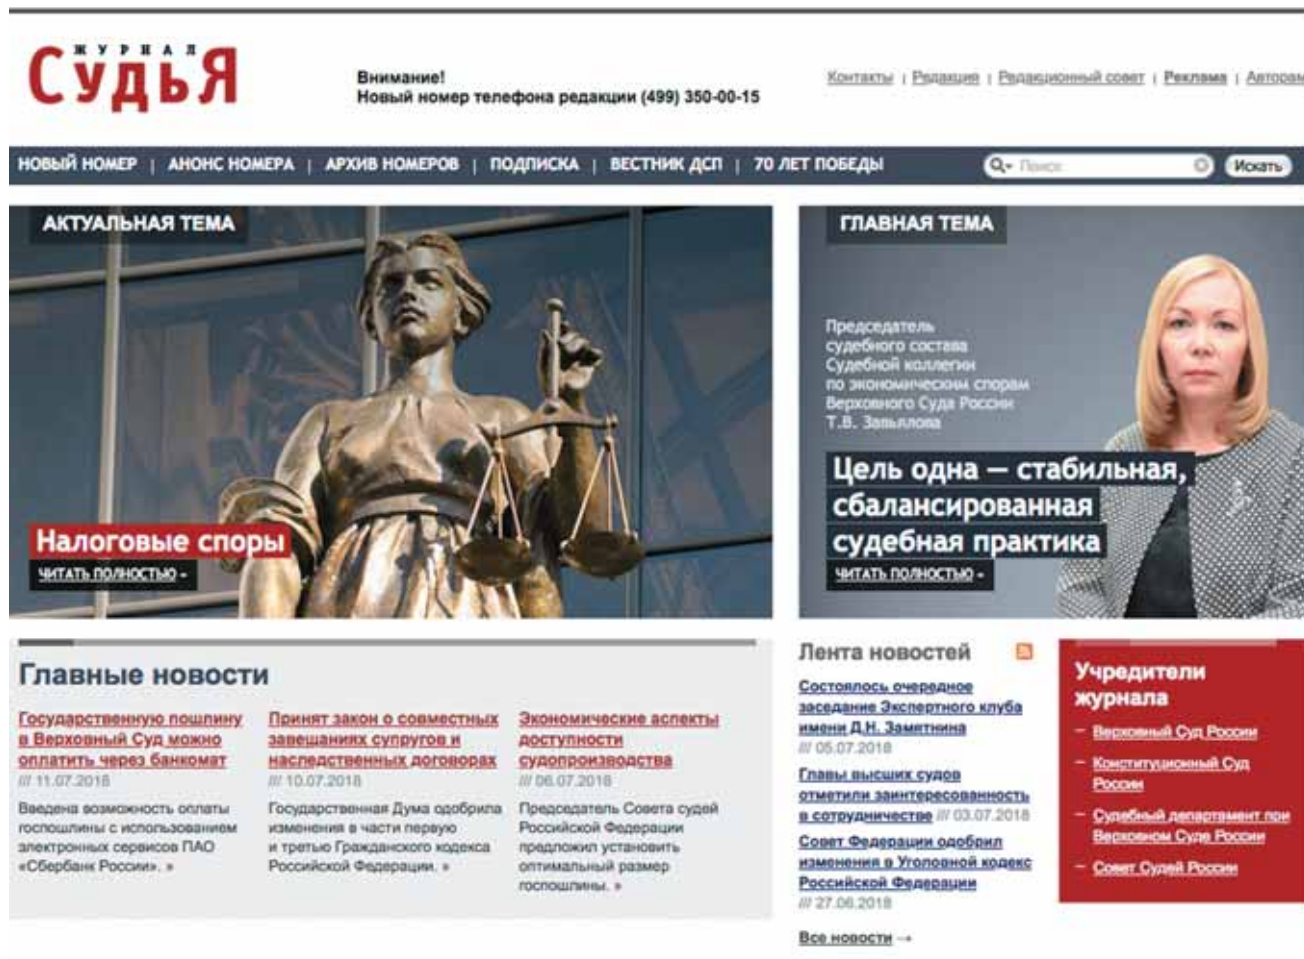 ЖУРНАЛ
СУДЬЯ
Внимание!
Новый номер телефона редакции (499) 350-00-15
Контакты | Редакция | Редакционный совет | Реклама | Авторам
НОВЫЙ НОМЕР | АНОНС НОМЕРА | АРХИВ НОМЕРОВ | ПОДПИСКА | ВЕСТНИК ДСП | 70 ЛЕТ ПОБЕДЫ
Поиск
Искать
АКТУАЛЬНАЯ ТЕМА
Налоговые споры
ЧИТАТЬ ПОЛНОСТЬЮ »
ГЛАВНАЯ ТЕМА
Председатель
судебного состава
Судебной коллегии
по экономическим спорам
Верховного Суда России
Т.В. Завьялова
Цель одна — стабильная,
сбалансированная
судебная практика
ЧИТАТЬ ПОЛНОСТЬЮ »
Главные новости
Государственную пошлину
в Верховный Суд можно
оплатить через банкомат
/// 11.07.2018
Введена возможность оплаты
госпошлины с использованием
электронных сервисов ПАО
«Сбербанк России». »
Принят закон о совместных
завещаниях супругов и
наследственных договорах
/// 10.07.2018
Государственная Дума одобрила
изменения в части первую
и третью Гражданского кодекса
Российской Федерации. »
Экономические аспекты
доступности
судопроизводства
/// 06.07.2018
Председатель Совета судей
Российской Федерации
предложил установить
оптимальный размер
госпошлины. »
Лента новостей
Состоялось очередное
заседание Экспертного клуба
имени Д.Н. Замятнина
/// 05.07.2018
Главы высших судов
отметили заинтересованность
в сотрудничестве /// 03.07.2018
Совет Федерации одобрил
изменения в Уголовной кодекс
Российской Федерации
/// 27.06.2018
Все новости →
Учредители
журнала
– Верховный Суд России
– Конституционный Суд
России
– Судебный департамент при
Верховном Суде России
– Совет Судей России